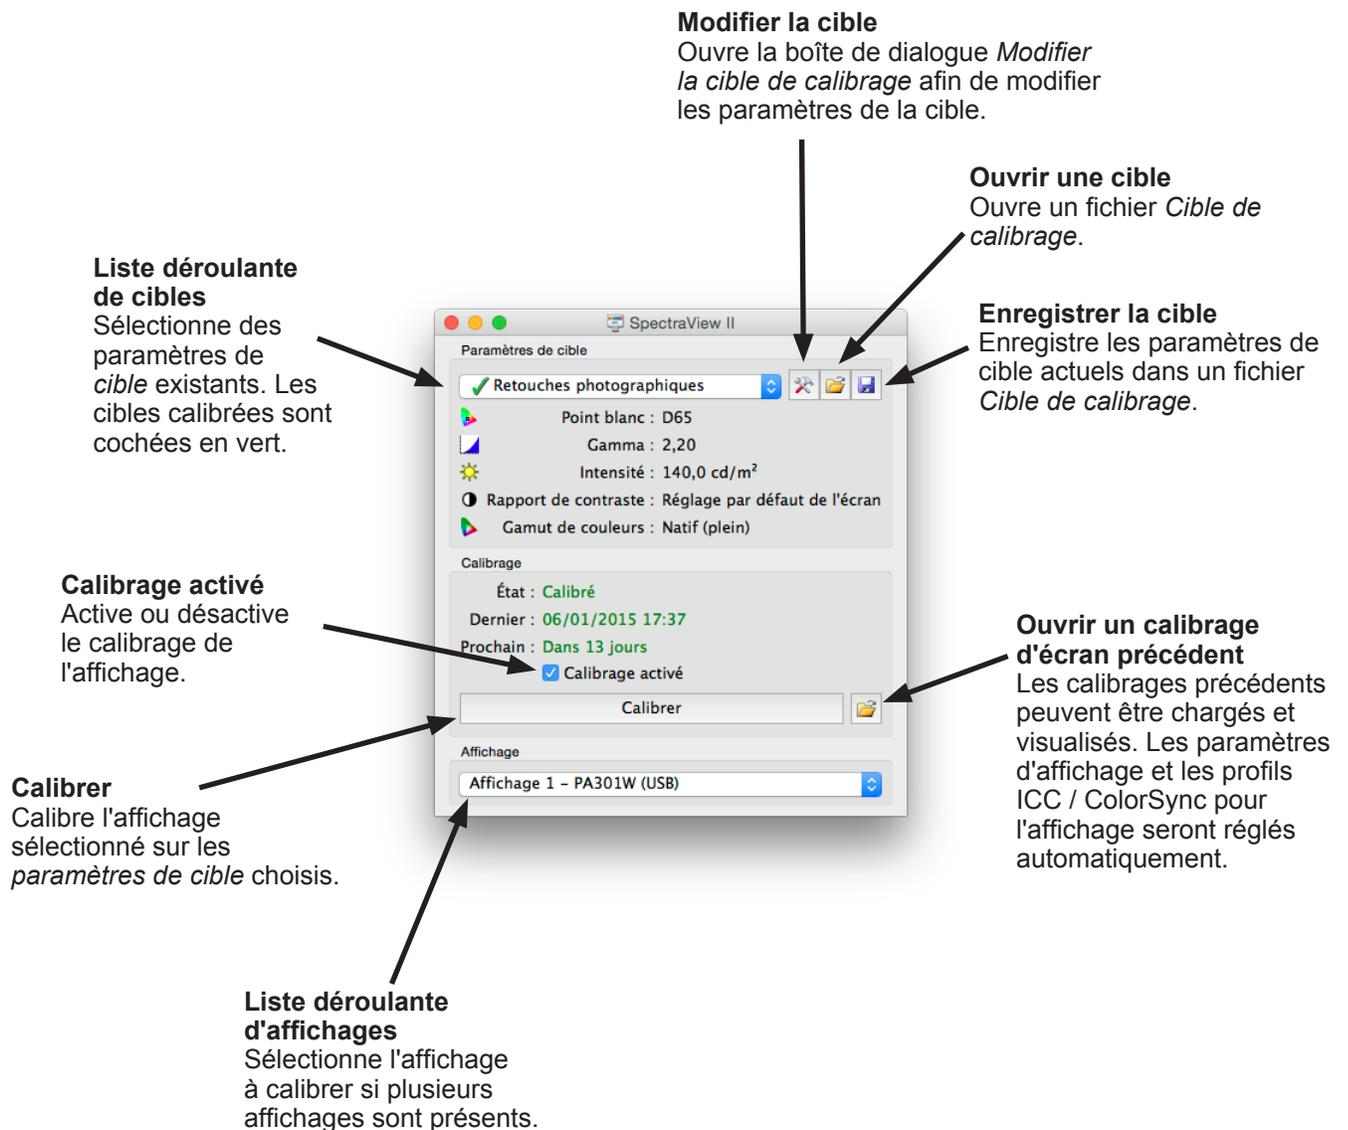 Modifier la cible
Ouvre la boîte de dialogue Modifier
la cible de calibrage afin de modifier
les paramètres de la cible.
Ouvrir une cible
Ouvre un fichier Cible de
calibrage.
Liste déroulante
de cibles
Sélectionne des
paramètres de
cible existants. Les
cibles calibrées sont
cochées en vert.
Enregistrer la cible
Enregistre les paramètres de
cible actuels dans un fichier
Cible de calibrage.
SpectraView II
Paramètres de cible
Retouches photographiques
Point blanc : D65
Gamma : 2,20
Intensité : 140,0 cd/m²
Rapport de contraste : Réglage par défaut de l'écran
Gamut de couleurs : Natif (plein)
Calibrage
État : Calibré
Dernier : 06/01/2015 17:37
Prochain : Dans 13 jours
Calibrage activé
Calibrer
Affichage
Affichage 1 – PA301W (USB)
Calibrage activé
Active ou désactive
le calibrage de
l'affichage.
Ouvrir un calibrage
d'écran précédent
Les calibrages précédents
peuvent être chargés et
visualisés. Les paramètres
d'affichage et les profils
ICC / ColorSync pour
l'affichage seront réglés
automatiquement.
Calibrer
Calibre l'affichage
sélectionné sur les
paramètres de cible choisis.
Liste déroulante
d'affichages
Sélectionne l'affichage
à calibrer si plusieurs
affichages sont présents.